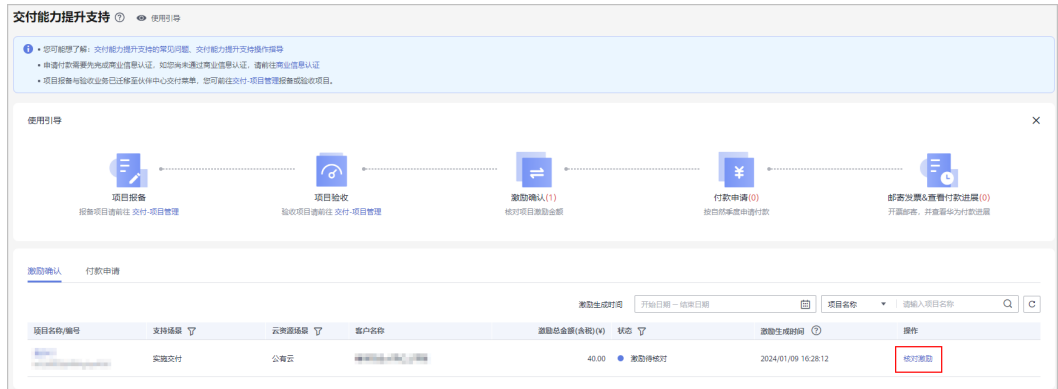 交付能力提升支持 使用引导
• 您可能想了解：交付能力提升支持的常见问题、交付能力提升支持操作指导
• 申请付款需要先完成商业信息认证，如您尚未通过商业信息认证，请前往商业信息认证
• 项目报备与验收业务已迁移至伙伴中心交付菜单，您可前往交付-项目管理报备或验收项目。
使用引导
项目报备 项目验收 激励确认(1) 付款申请(0) 邮寄发票&查看付款进展(0)
报备项目请前往 交付-项目管理 验收项目请前往 交付-项目管理 核对项目激励金额 按自然季度申请付款 开票邮寄，并查看华为付款进展
激励确认 付款申请
激励生成时间 开始日期 – 结束日期 项目名称 请输入项目名称
项目名称/编号 支持场景 云资源场景 客户名称 激励总金额(含税)(¥) 状态 激励生成时间 操作
实施交付 公有云 40.00 激励待核对 2024/01/09 16:28:12 核对激励